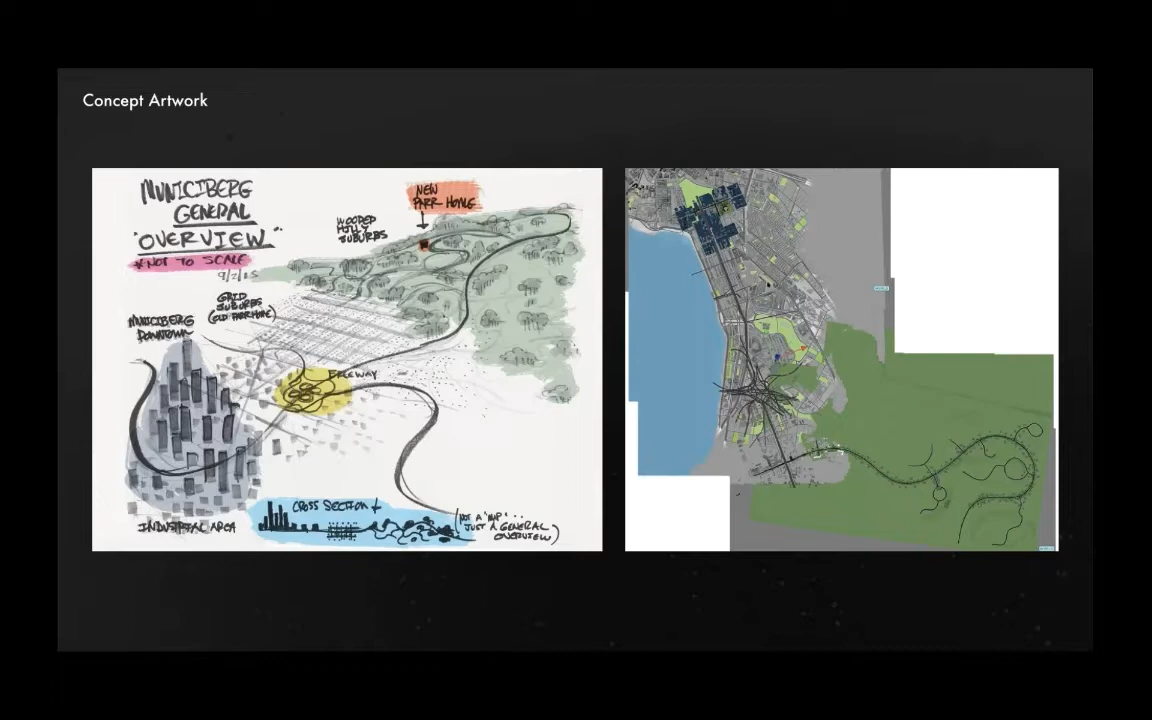 Concept Artwork
MUNICIBERG
GENERAL
"OVERVIEW"
*NOT TO SCALE
NEW
PARR HOME
WOODED
HILLY
SUBURBS
GRID
SUBURBS
(OLD PARR HOME)
MUNICIBERG
DOWNTOWN
FREEWAY
INDUSTRIAL AREA
CROSS SECTION
(NOT A "MAP"...
JUST A GENERAL
OVERVIEW)